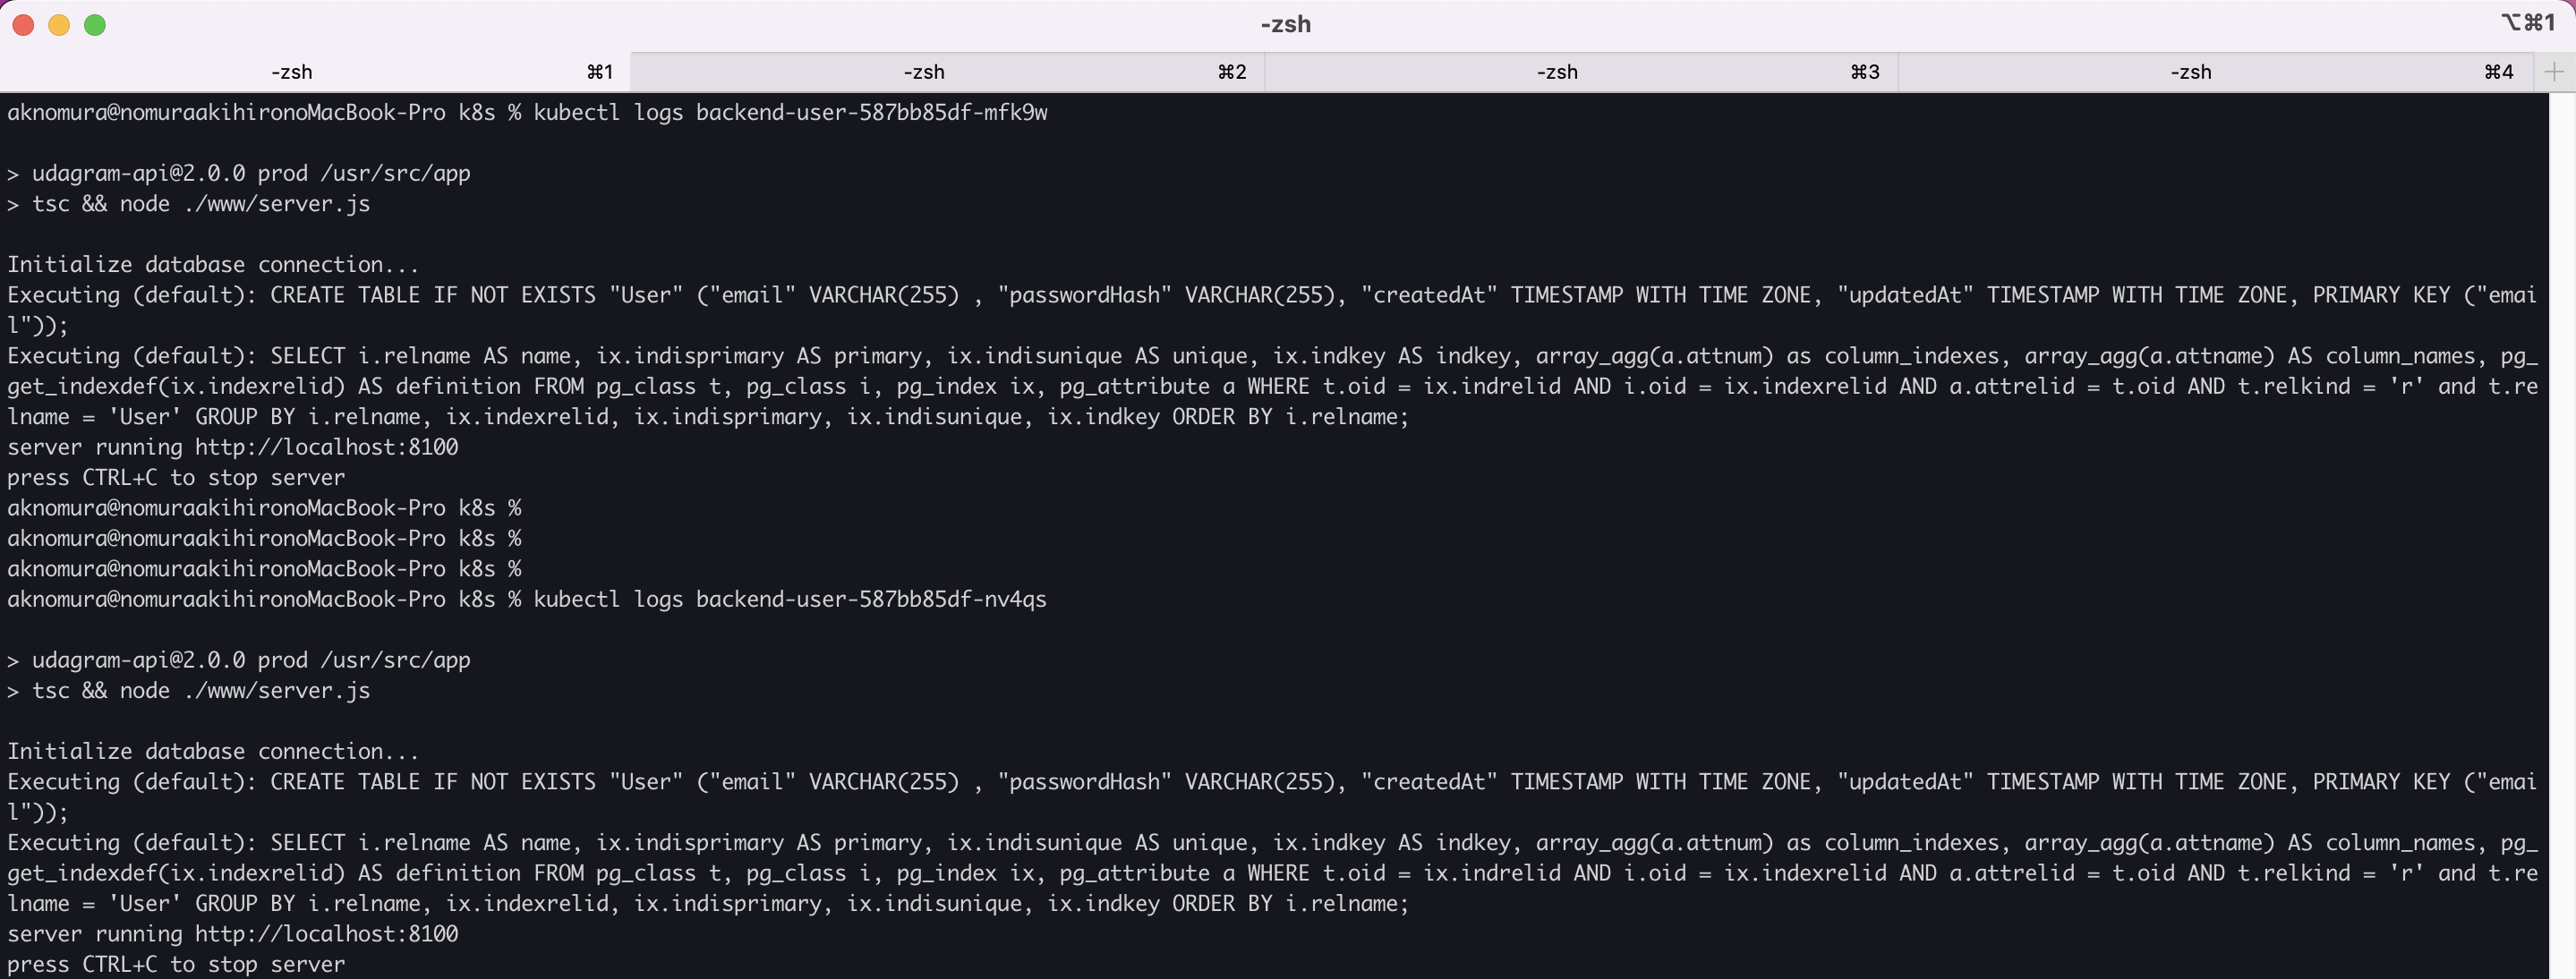 -zsh
⌥⌘1
-zsh ⌘1 -zsh ⌘2 -zsh ⌘3 -zsh ⌘4 +
aknomura@nomuraakihironoMacBook-Pro k8s % kubectl logs backend-user-587bb85df-mfk9w
> udagram-api@2.0.0 prod /usr/src/app
> tsc && node ./www/server.js
Initialize database connection...
Executing (default): CREATE TABLE IF NOT EXISTS "User" ("email" VARCHAR(255) , "passwordHash" VARCHAR(255), "createdAt" TIMESTAMP WITH TIME ZONE, "updatedAt" TIMESTAMP WITH TIME ZONE, PRIMARY KEY ("emai
l"));
Executing (default): SELECT i.relname AS name, ix.indisprimary AS primary, ix.indisunique AS unique, ix.indkey AS indkey, array_agg(a.attnum) as column_indexes, array_agg(a.attname) AS column_names, pg_
get_indexdef(ix.indexrelid) AS definition FROM pg_class t, pg_class i, pg_index ix, pg_attribute a WHERE t.oid = ix.indrelid AND i.oid = ix.indexrelid AND a.attrelid = t.oid AND t.relkind = 'r' and t.re
lname = 'User' GROUP BY i.relname, ix.indexrelid, ix.indisprimary, ix.indisunique, ix.indkey ORDER BY i.relname;
server running http://localhost:8100
press CTRL+C to stop server
aknomura@nomuraakihironoMacBook-Pro k8s %
aknomura@nomuraakihironoMacBook-Pro k8s %
aknomura@nomuraakihironoMacBook-Pro k8s %
aknomura@nomuraakihironoMacBook-Pro k8s % kubectl logs backend-user-587bb85df-nv4qs
> udagram-api@2.0.0 prod /usr/src/app
> tsc && node ./www/server.js
Initialize database connection...
Executing (default): CREATE TABLE IF NOT EXISTS "User" ("email" VARCHAR(255) , "passwordHash" VARCHAR(255), "createdAt" TIMESTAMP WITH TIME ZONE, "updatedAt" TIMESTAMP WITH TIME ZONE, PRIMARY KEY ("emai
l"));
Executing (default): SELECT i.relname AS name, ix.indisprimary AS primary, ix.indisunique AS unique, ix.indkey AS indkey, array_agg(a.attnum) as column_indexes, array_agg(a.attname) AS column_names, pg_
get_indexdef(ix.indexrelid) AS definition FROM pg_class t, pg_class i, pg_index ix, pg_attribute a WHERE t.oid = ix.indrelid AND i.oid = ix.indexrelid AND a.attrelid = t.oid AND t.relkind = 'r' and t.re
lname = 'User' GROUP BY i.relname, ix.indexrelid, ix.indisprimary, ix.indisunique, ix.indkey ORDER BY i.relname;
server running http://localhost:8100
press CTRL+C to stop server